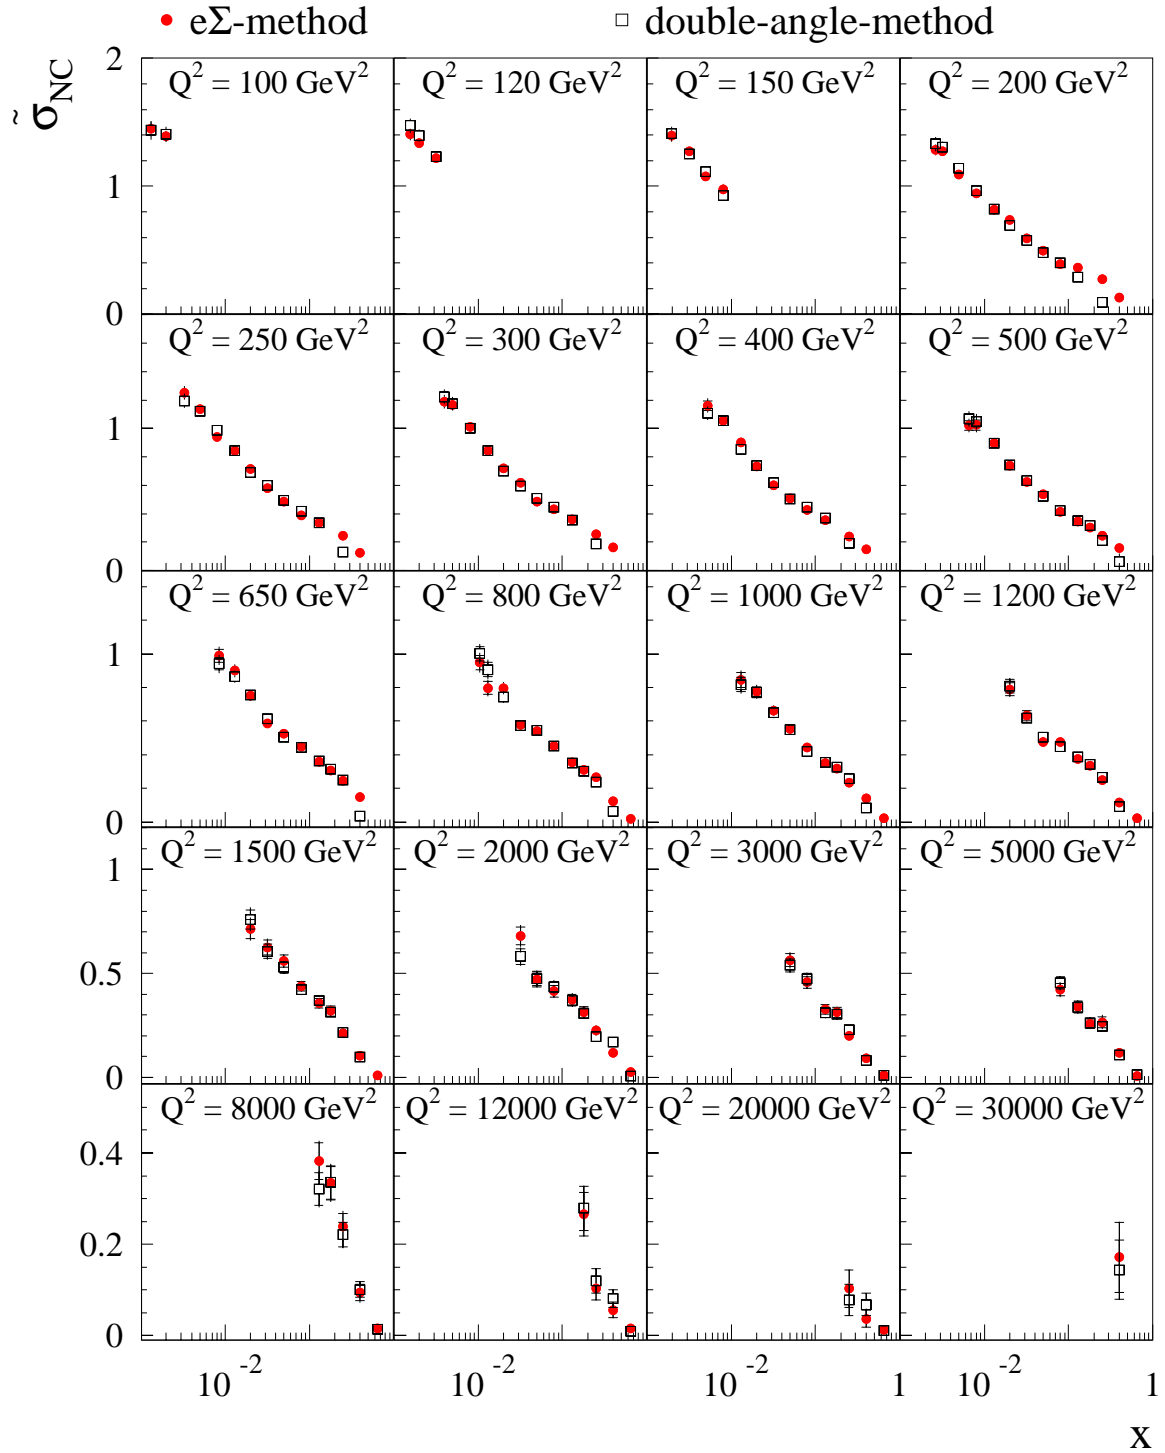 eΣ-method double-angle-method
σ̃_NC
2 Q² = 100 GeV² Q² = 120 GeV² Q² = 150 GeV² Q² = 200 GeV²
1
0
Q² = 250 GeV² Q² = 300 GeV² Q² = 400 GeV² Q² = 500 GeV²
1
0
Q² = 650 GeV² Q² = 800 GeV² Q² = 1000 GeV² Q² = 1200 GeV²
1
0
Q² = 1500 GeV² Q² = 2000 GeV² Q² = 3000 GeV² Q² = 5000 GeV²
1
0.5
0
Q² = 8000 GeV² Q² = 12000 GeV² Q² = 20000 GeV² Q² = 30000 GeV²
0.4
0.2
0
10⁻² 10⁻² 10⁻² 1 10⁻² 1
x